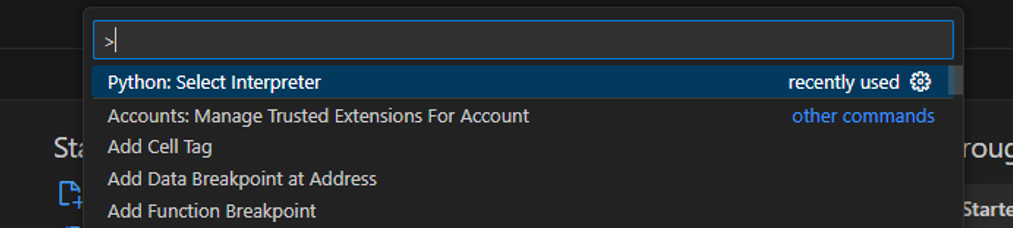 >
Python: Select Interpreter recently used
Accounts: Manage Trusted Extensions For Account other commands
Add Cell Tag
Add Data Breakpoint at Address
Add Function Breakpoint